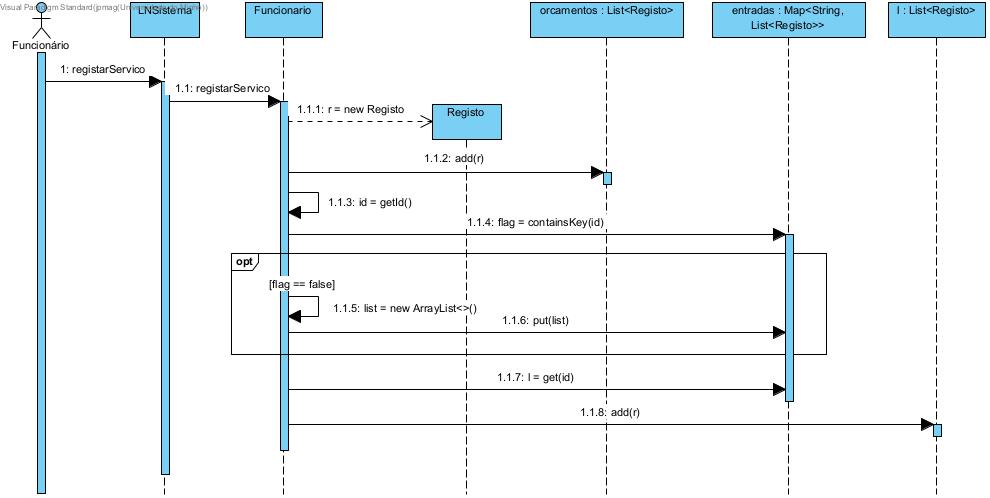 Visual Paradigm Standard(jpmag(Universidade do Minho))
LNSistema
Funcionario
orcamentos : List<Registo>
entradas : Map<String,
List<Registo>>
l : List<Registo>
Funcionário
1: registarServico
1.1: registarServico
1.1.1: r = new Registo
Registo
1.1.2: add(r)
1.1.3: id = getId()
1.1.4: flag = containsKey(id)
opt
[flag == false]
1.1.5: list = new ArrayList<>()
1.1.6: put(list)
1.1.7: l = get(id)
1.1.8: add(r)